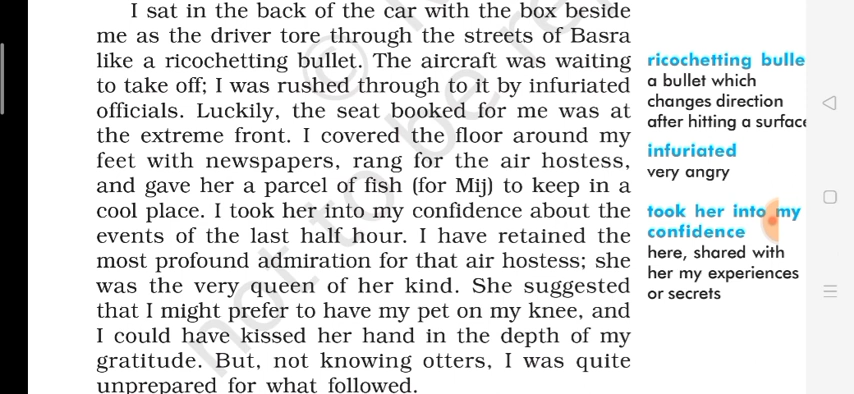 I sat in the back of the car with the box beside
me as the driver tore through the streets of Basra
like a ricochetting bullet. The aircraft was waiting
to take off; I was rushed through to it by infuriated
officials. Luckily, the seat booked for me was at
the extreme front. I covered the floor around my
feet with newspapers, rang for the air hostess,
and gave her a parcel of fish (for Mij) to keep in a
cool place. I took her into my confidence about the
events of the last half hour. I have retained the
most profound admiration for that air hostess; she
was the very queen of her kind. She suggested
that I might prefer to have my pet on my knee, and
I could have kissed her hand in the depth of my
gratitude. But, not knowing otters, I was quite
unprepared for what followed.
ricochetting bulle
a bullet which
changes direction
after hitting a surface
infuriated
very angry
took her into my
confidence
here, shared with
her my experiences
or secrets
not to be re